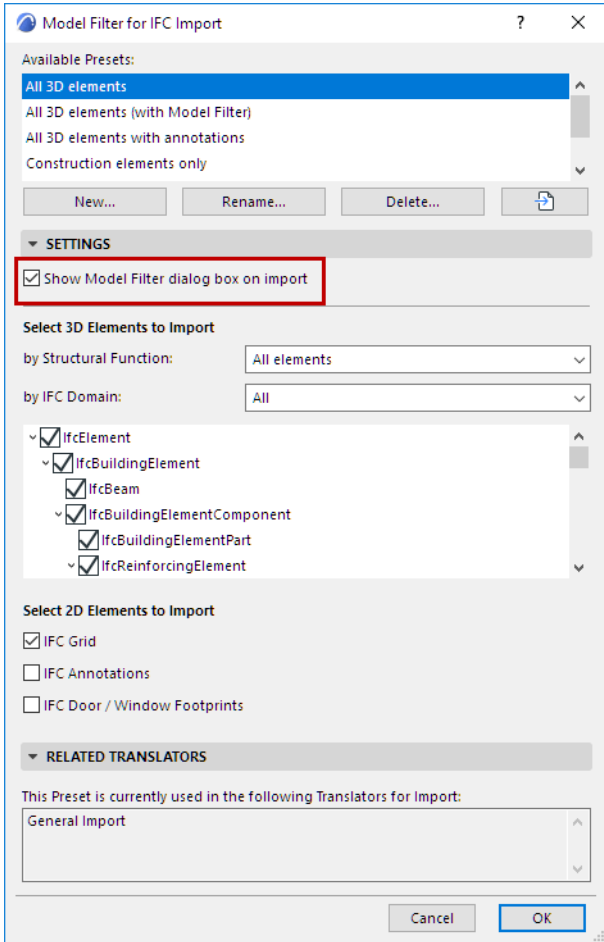 Model Filter for IFC Import
Available Presets:
All 3D elements
All 3D elements (with Model Filter)
All 3D elements with annotations
Construction elements only
New... Rename... Delete...
SETTINGS
Show Model Filter dialog box on import
Select 3D Elements to Import
by Structural Function: All elements
by IFC Domain: All
IfcElement
IfcBuildingElement
IfcBeam
IfcBuildingElementComponent
IfcBuildingElementPart
IfcReinforcingElement
Select 2D Elements to Import
IFC Grid
IFC Annotations
IFC Door / Window Footprints
RELATED TRANSLATORS
This Preset is currently used in the following Translators for Import:
General Import
Cancel OK